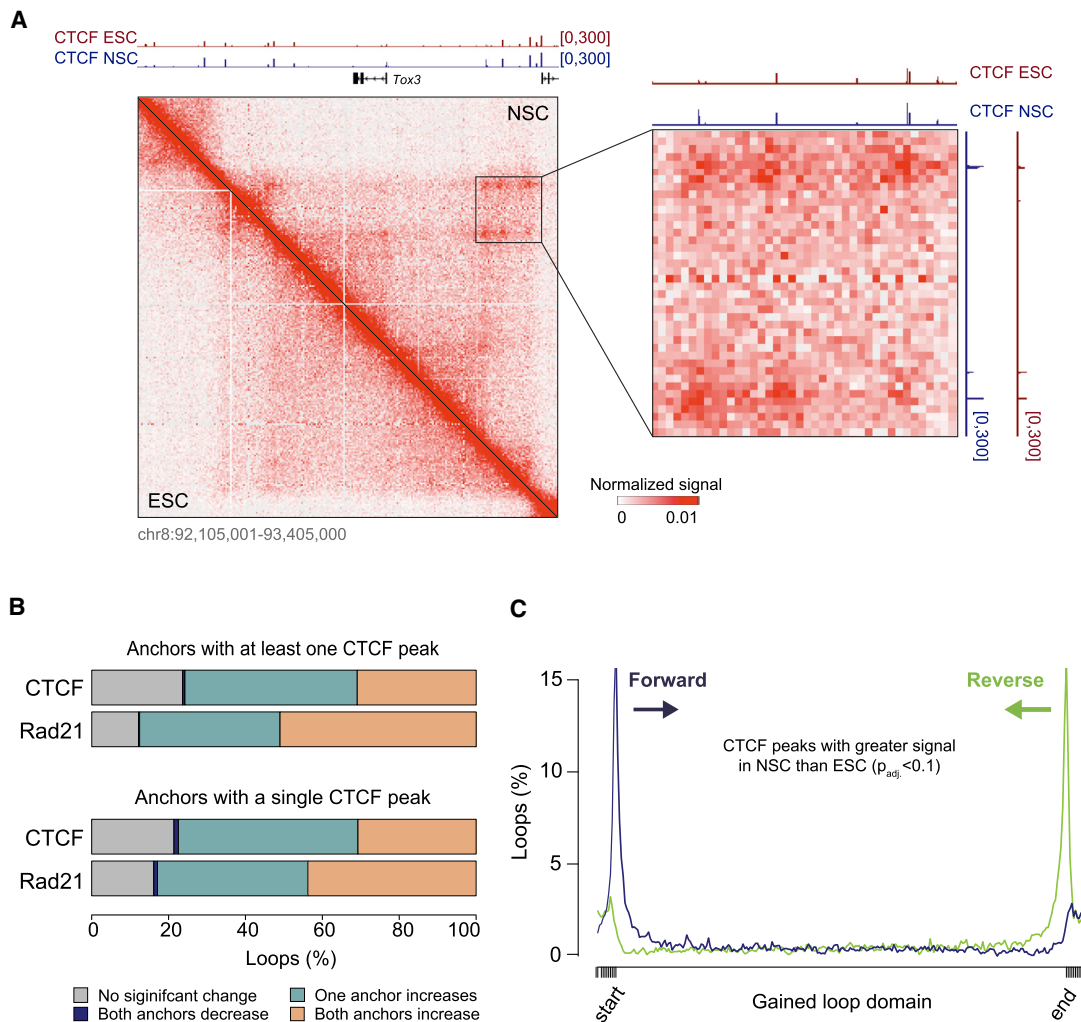 A
CTCF ESC [0,300]
CTCF NSC [0,300]
Tox3
NSC
ESC
chr8:92,105,001-93,405,000
CTCF ESC
CTCF NSC
[0,300]
[0,300]
Normalized signal
0 0.01
B
Anchors with at least one CTCF peak
CTCF
Rad21
Anchors with a single CTCF peak
CTCF
Rad21
0 20 40 60 80 100
Loops (%)
No siginifcant change
One anchor increases
Both anchors decrease
Both anchors increase
C
15
10
5
0
Loops (%)
Forward
Reverse
CTCF peaks with greater signal
in NSC than ESC (padj.<0.1)
start
Gained loop domain
end